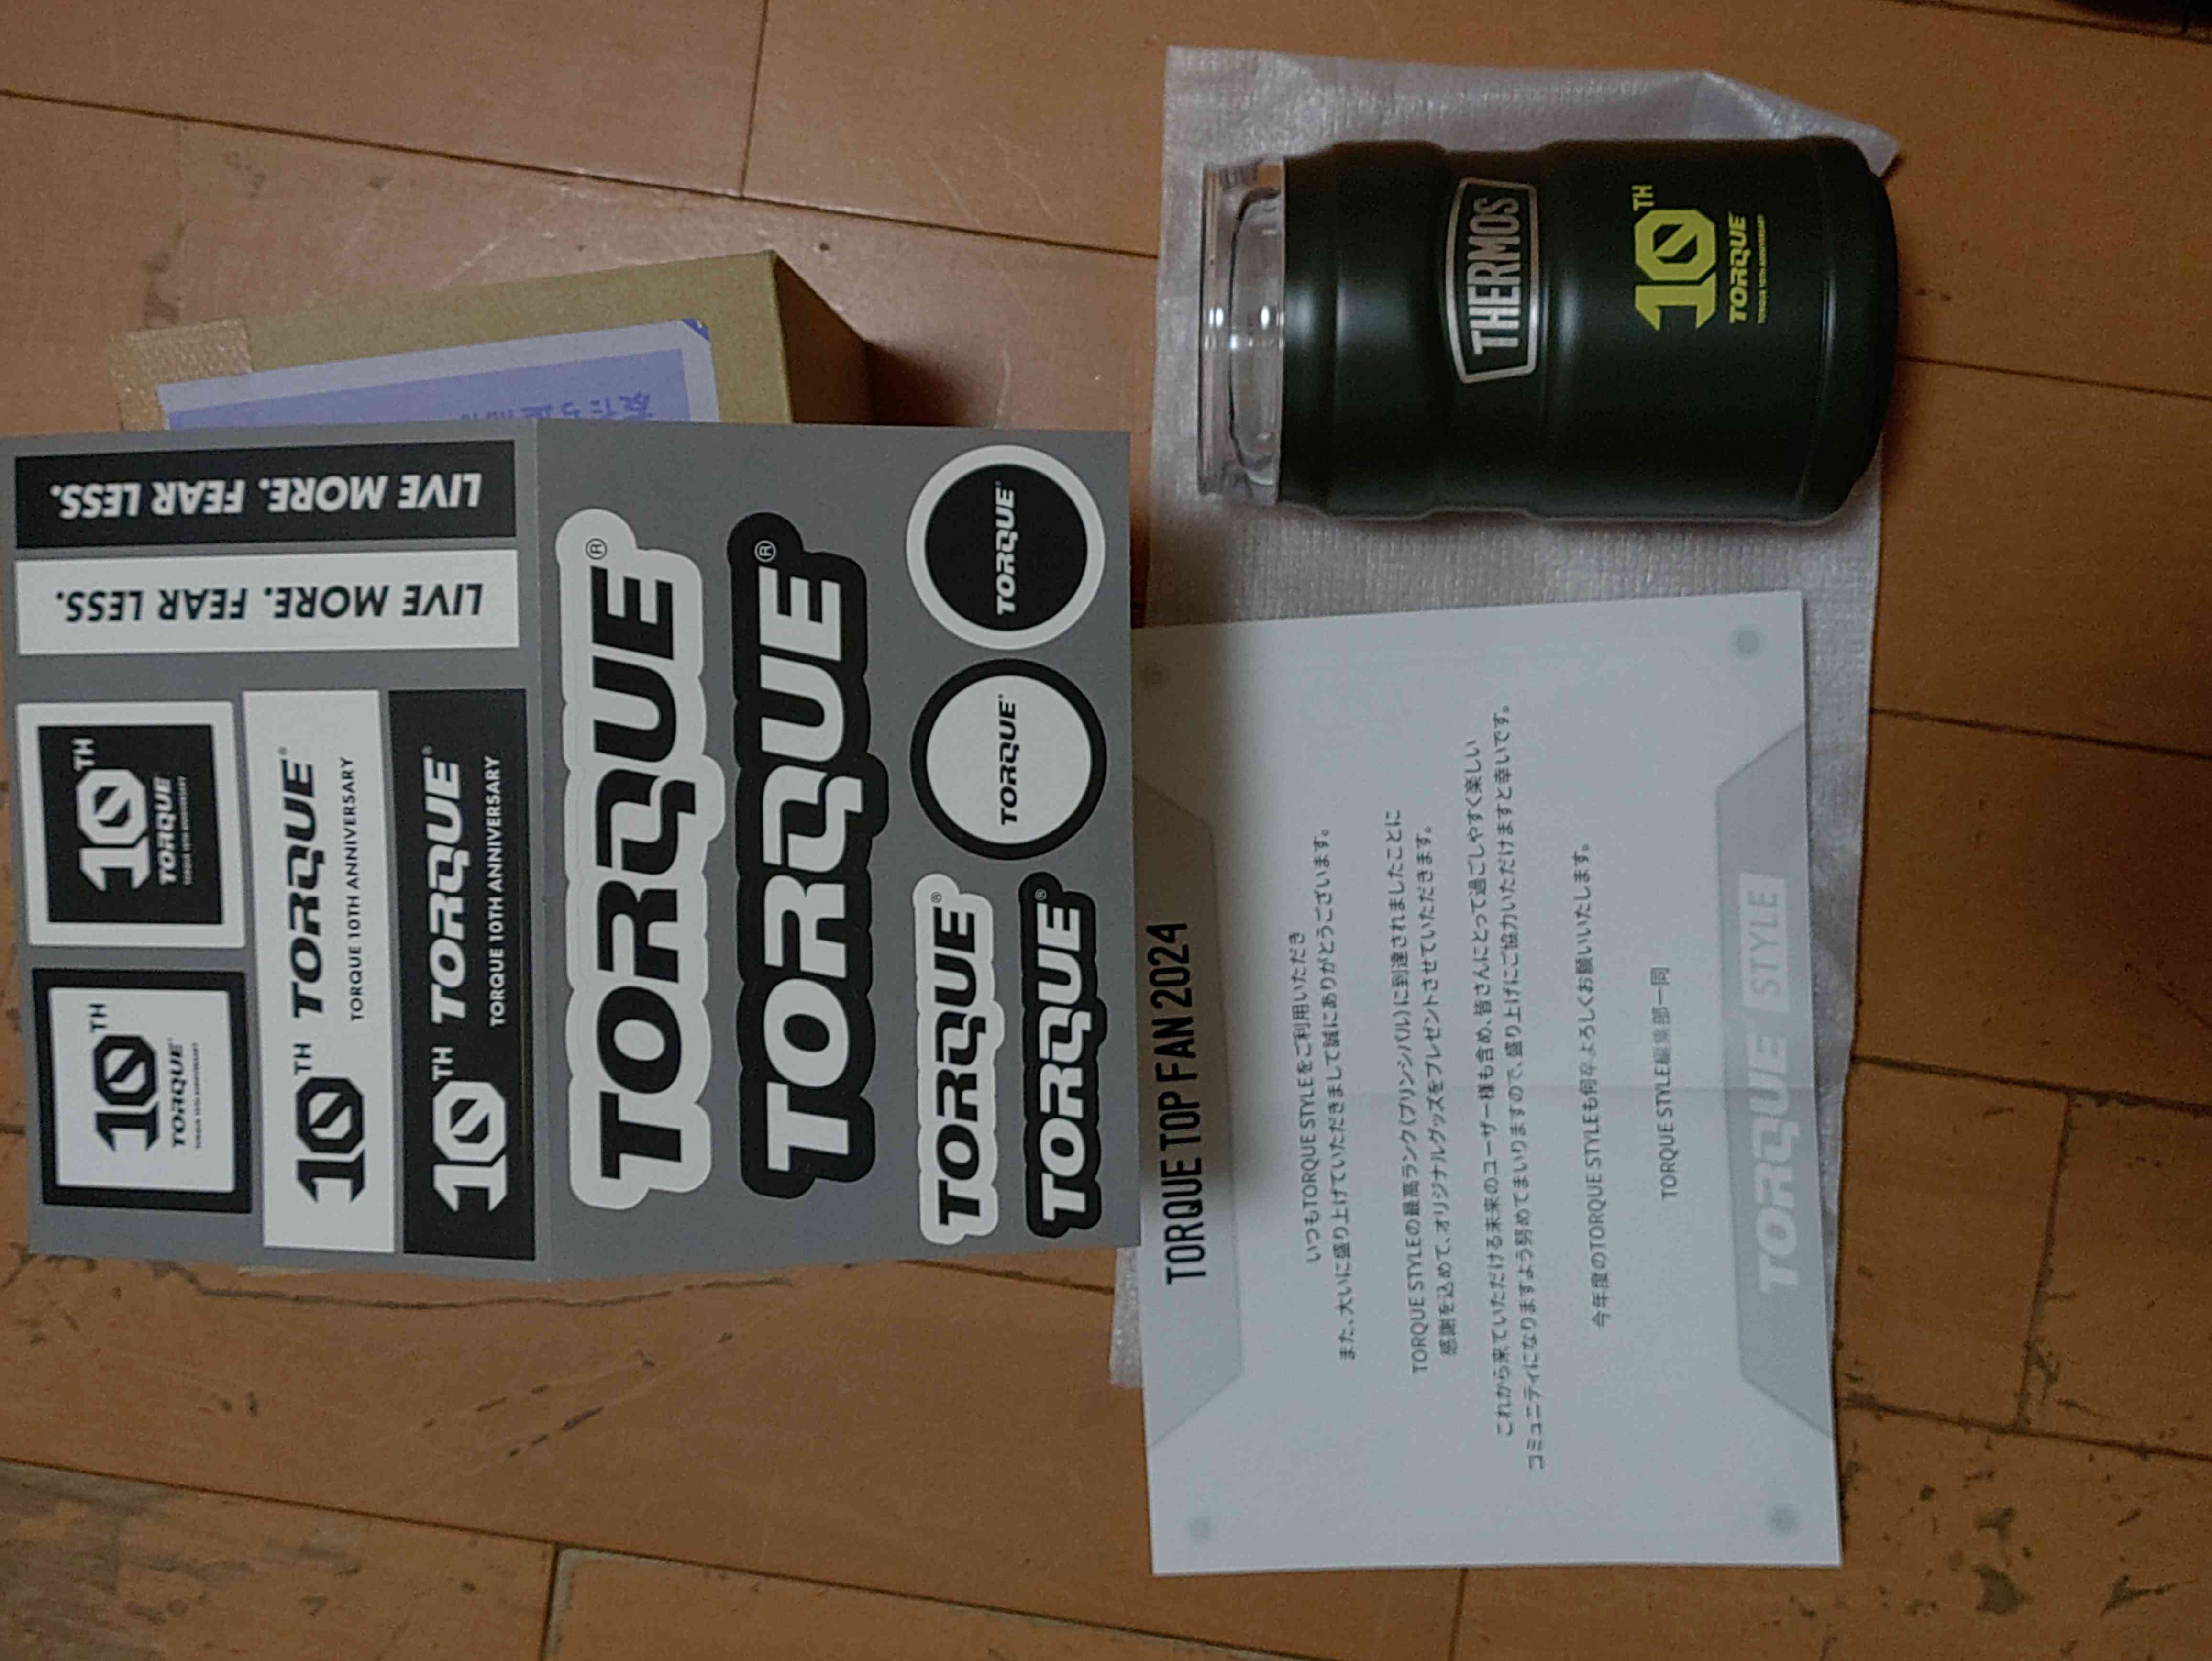 LIVE MORE. FEAR LESS.
LIVE MORE. FEAR LESS.
10TH
TORQUE
TORQUE 10TH ANNIVERSARY
10TH
TORQUE
TORQUE 10TH ANNIVERSARY
10TH TORQUE
TORQUE 10TH ANNIVERSARY
10TH TORQUE
TORQUE 10TH ANNIVERSARY
TORQUE®
TORQUE®
TORQUE®
TORQUE®
TORQUE
TORQUE
THERMOS
10TH
TORQUE
TORQUE 10TH ANNIVERSARY
TORQUE TOP FAN 2024
いつもTORQUE STYLEをご利用いただき
また、大いに盛り上げていただきまして誠にありがとうございます。
TORQUE STYLEの最高ランク（プリンシパル）に到達されましたことに
感謝を込めて、オリジナルグッズをプレゼントさせていただきます。
これから来ていただける未来のユーザー様も含め、皆さんにとって過ごしやすく楽しい
コミュニティになりますよう努めてまいりますので、盛り上げにご協力いただけますと幸いです。
今年度のTORQUE STYLEも何卒よろしくお願いいたします。
TORQUE STYLE編集部一同
TORQUE STYLE